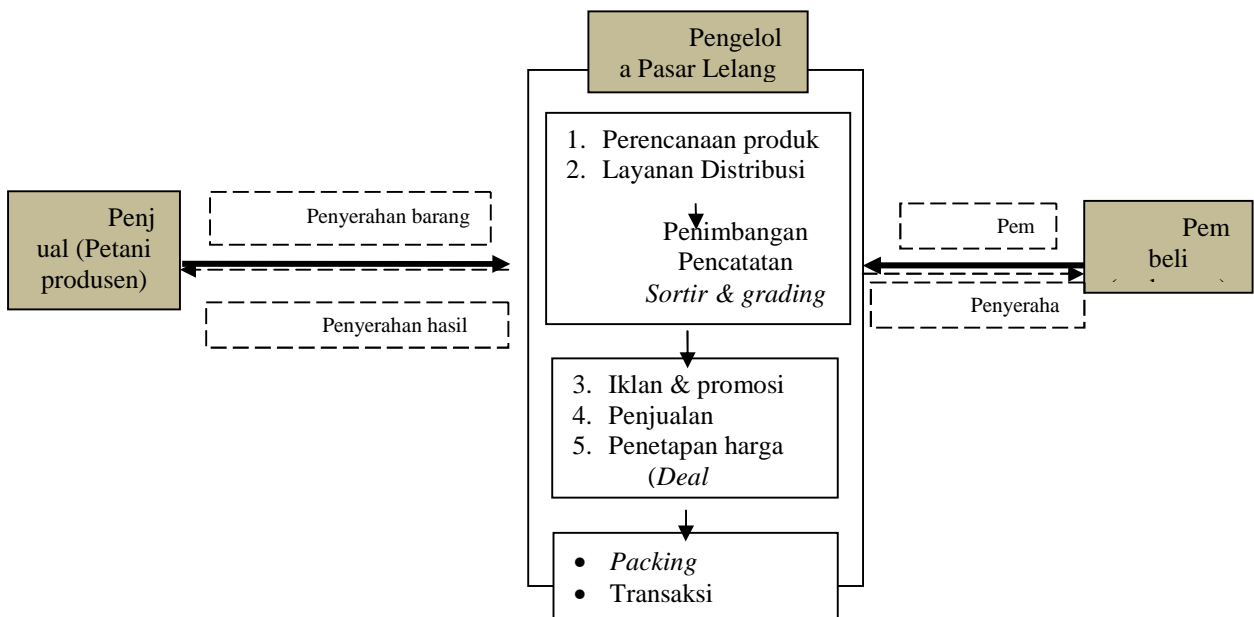 Pengelol
a Pasar Lelang
1. Perencanaan produk
2. Layanan Distribusi
Penimbangan
Pencatatan
Sortir & grading
3. Iklan & promosi
4. Penjualan
5. Penetapan harga
(Deal
• Packing
• Transaksi
Penj
ual (Petani
produsen)
Penyerahan barang
Penyerahan hasil
Pem
Penyeraha
Pem
beli